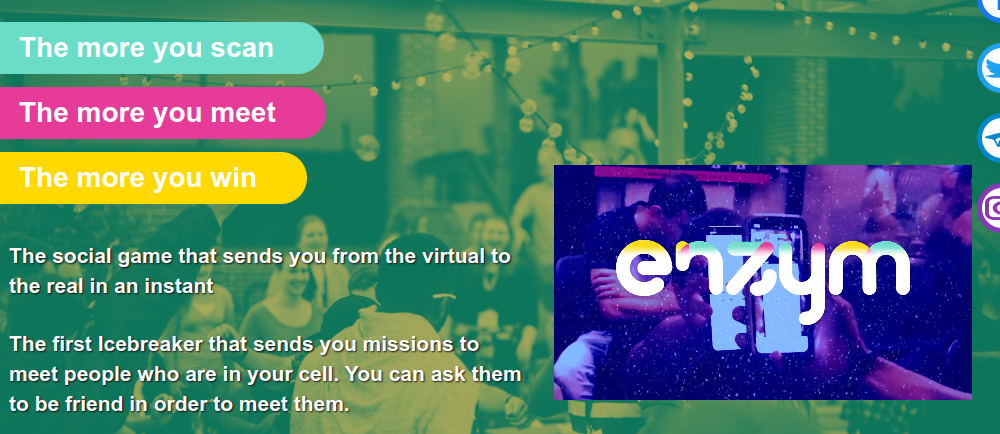 The more you scan
The more you meet
The more you win
The social game that sends you from the virtual to
the real in an instant
The first Icebreaker that sends you missions to
meet people who are in your cell. You can ask them
to be friend in order to meet them.
enzym